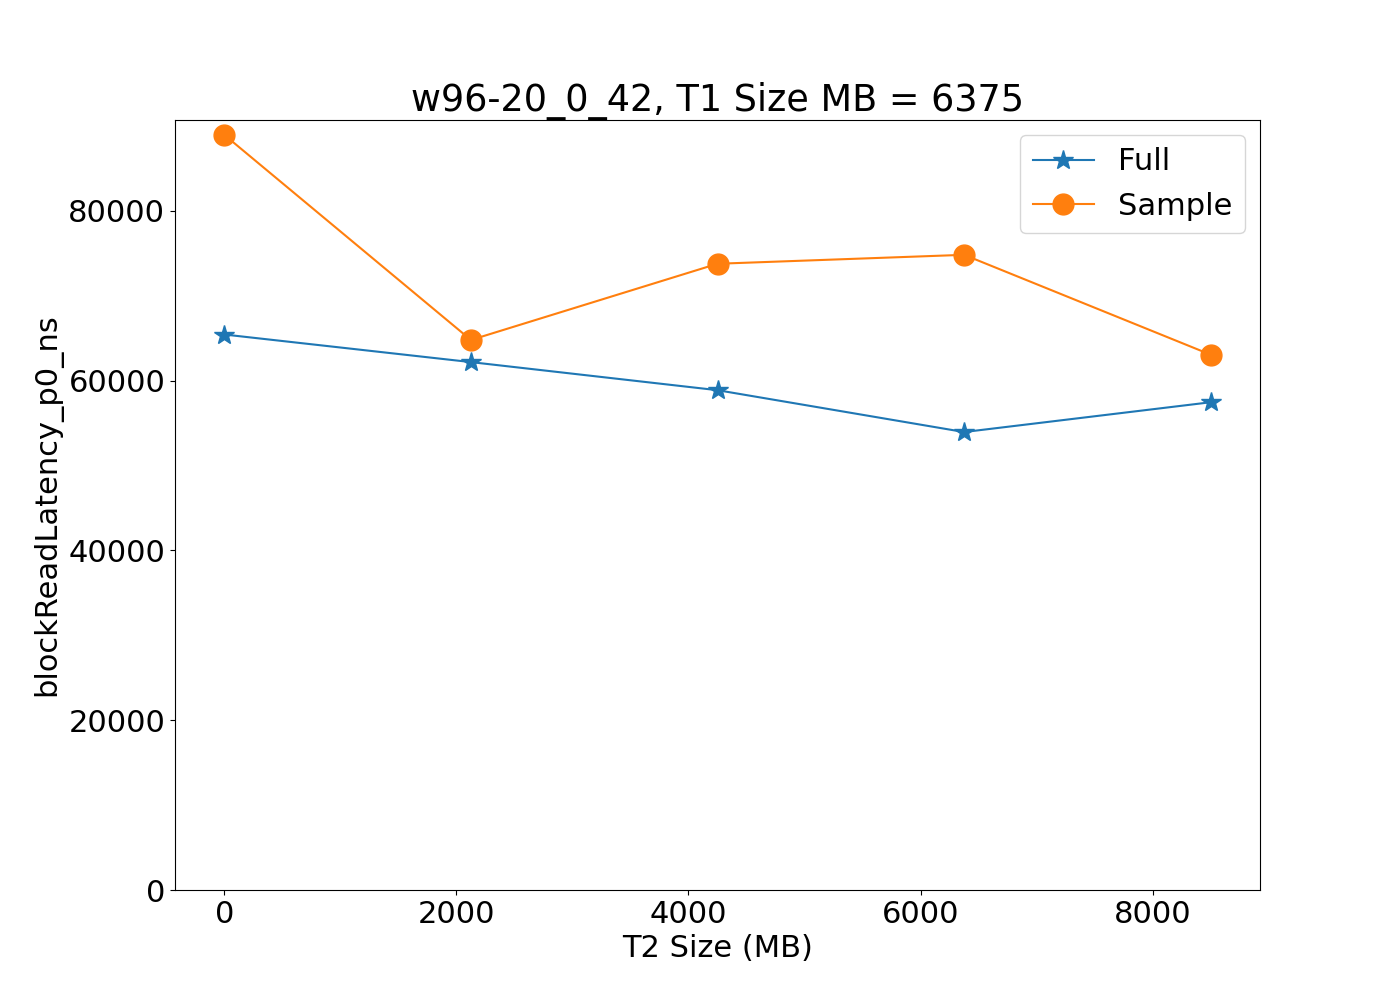 w96-20_0_42, T1 Size MB = 6375
Full
Sample
blockReadLatency_p0_ns
80000
60000
40000
20000
0
0 2000 4000 6000 8000
T2 Size (MB)